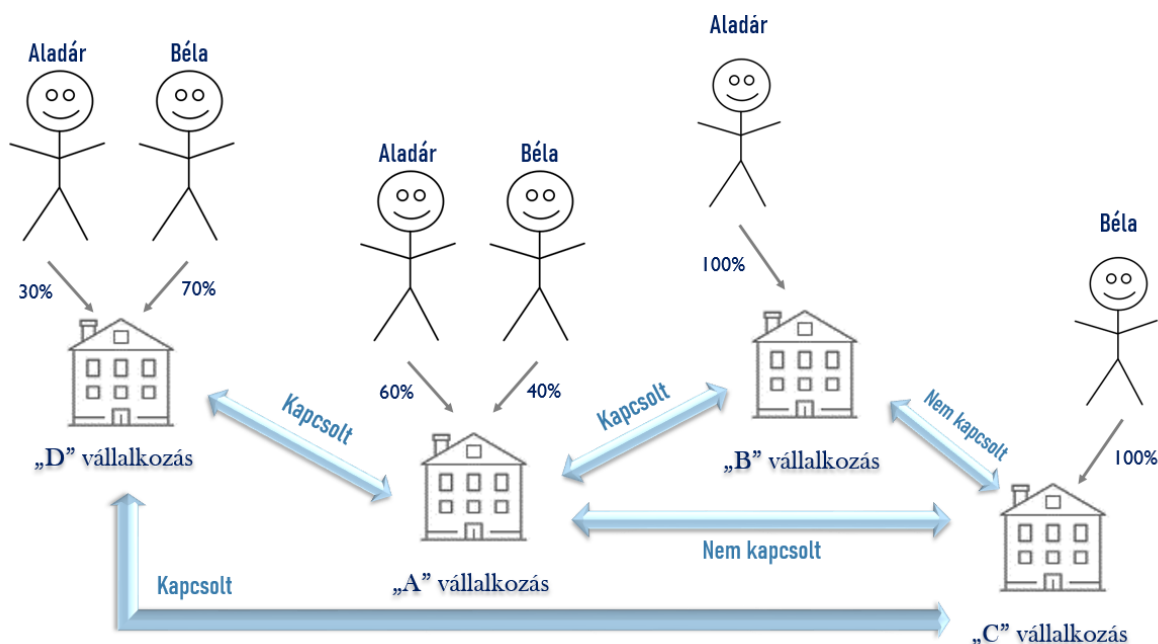 Aladár
Béla
30%
70%
„D” vállalkozás
Aladár
Béla
60%
40%
„A” vállalkozás
Aladár
100%
„B” vállalkozás
Béla
100%
„C” vállalkozás
Kapcsolt
Kapcsolt
Nem kapcsolt
Nem kapcsolt
Kapcsolt